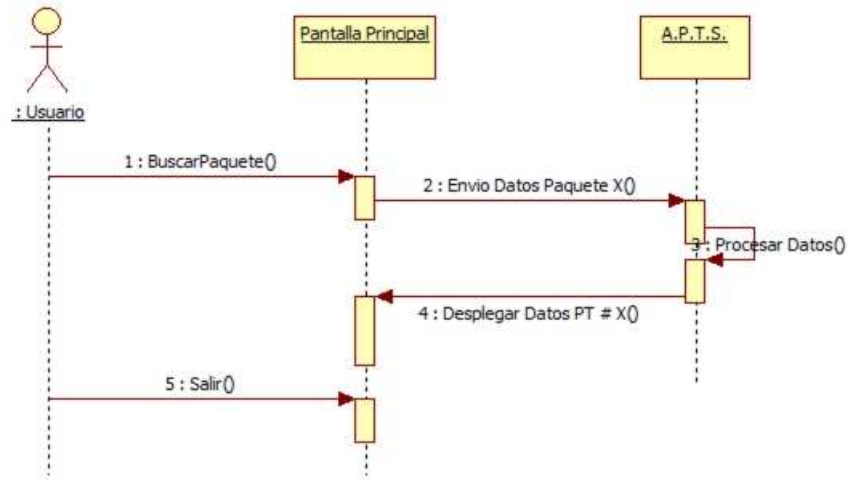 Pantalla Principal
A.P.T.S.
: Usuario
1 : BuscarPaquete()
2 : Envio Datos Paquete X()
3 : Procesar Datos()
4 : Desplegar Datos PT # X()
5 : Salir()